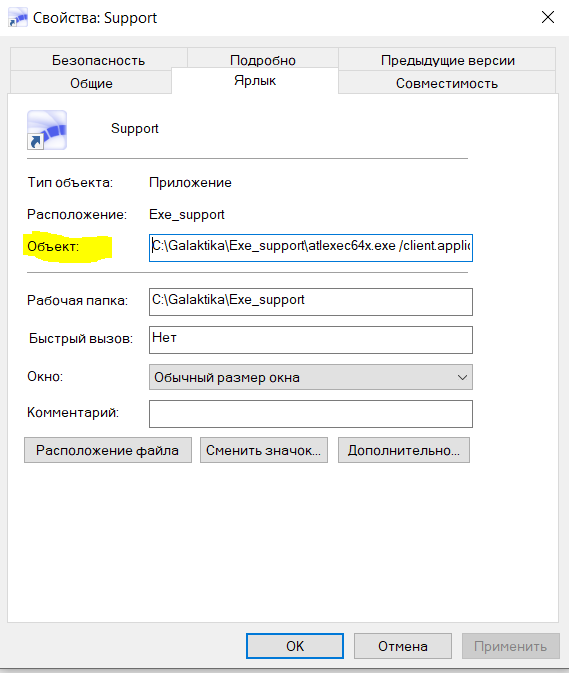 Свойства: Support
Безопасность Подробно Предыдущие версии
Общие Ярлык Совместимость
Support
Тип объекта: Приложение
Расположение: Exe_support
Объект: C:\Galaktika\Exe_support\atlexec64x.exe /client.applic
Рабочая папка: C:\Galaktika\Exe_support
Быстрый вызов: Нет
Окно: Обычный размер окна
Комментарий:
Расположение файла Сменить значок... Дополнительно...
OK Отмена Применить